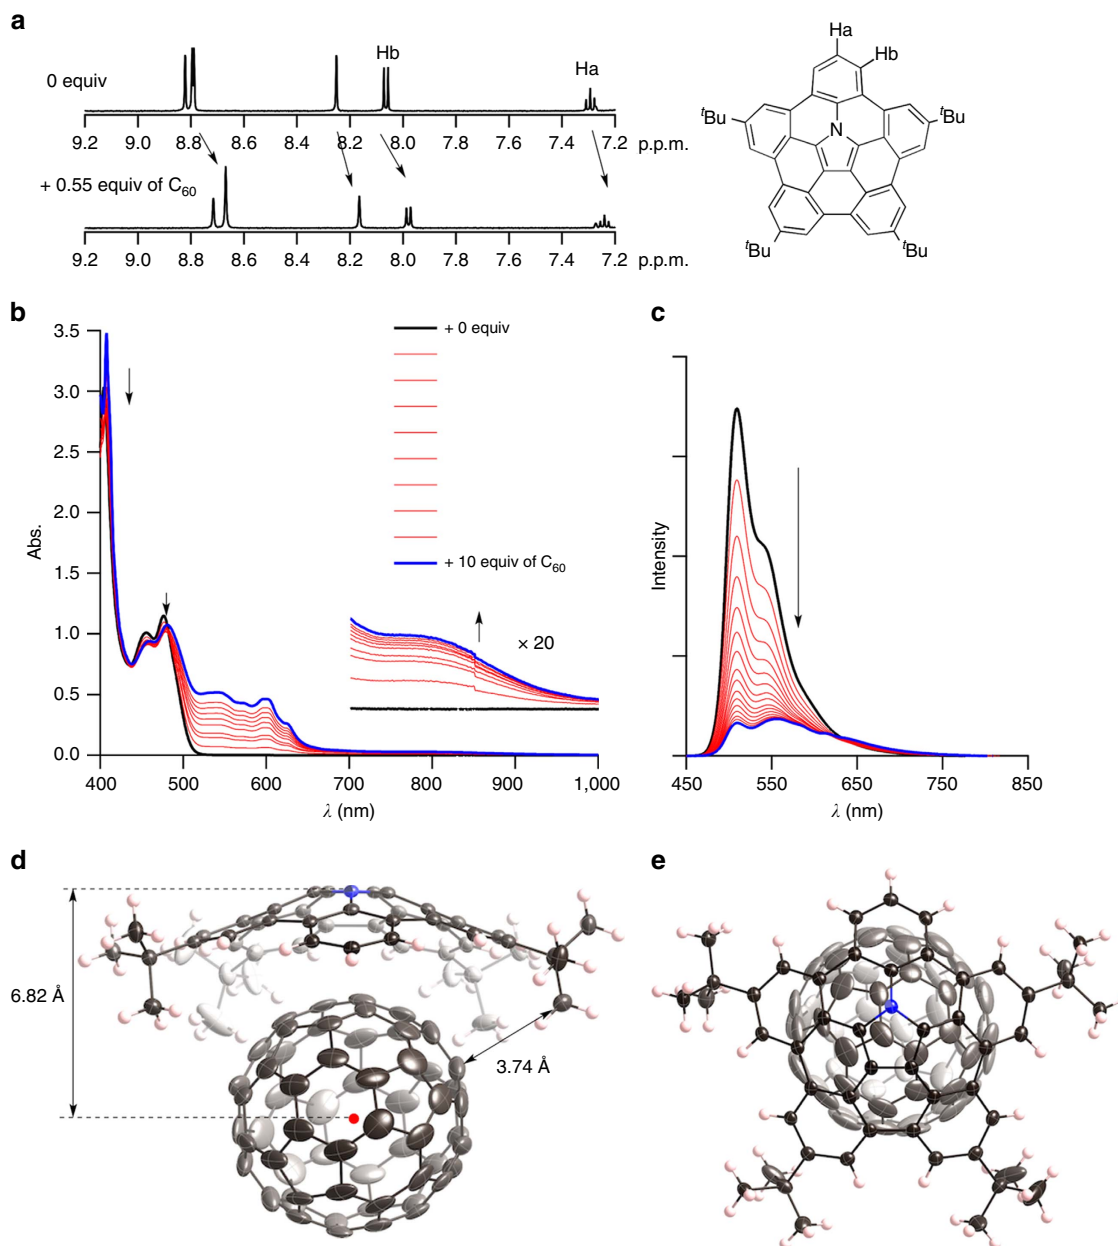 a
0 equiv
Hb
Ha
9.2 9.0 8.8 8.6 8.4 8.2 8.0 7.8 7.6 7.4 7.2 p.p.m.
+ 0.55 equiv of C60
9.2 9.0 8.8 8.6 8.4 8.2 8.0 7.8 7.6 7.4 7.2 p.p.m.
Ha
Hb
N
tBu
tBu
tBu
tBu
b
Abs.
3.5
3.0
2.5
2.0
1.5
1.0
0.5
0.0
400 500 600 700 800 900 1,000
λ (nm)
+ 0 equiv
+ 10 equiv of C60
× 20
c
Intensity
450 550 650 750 850
λ (nm)
d
6.82 Å
3.74 Å
e